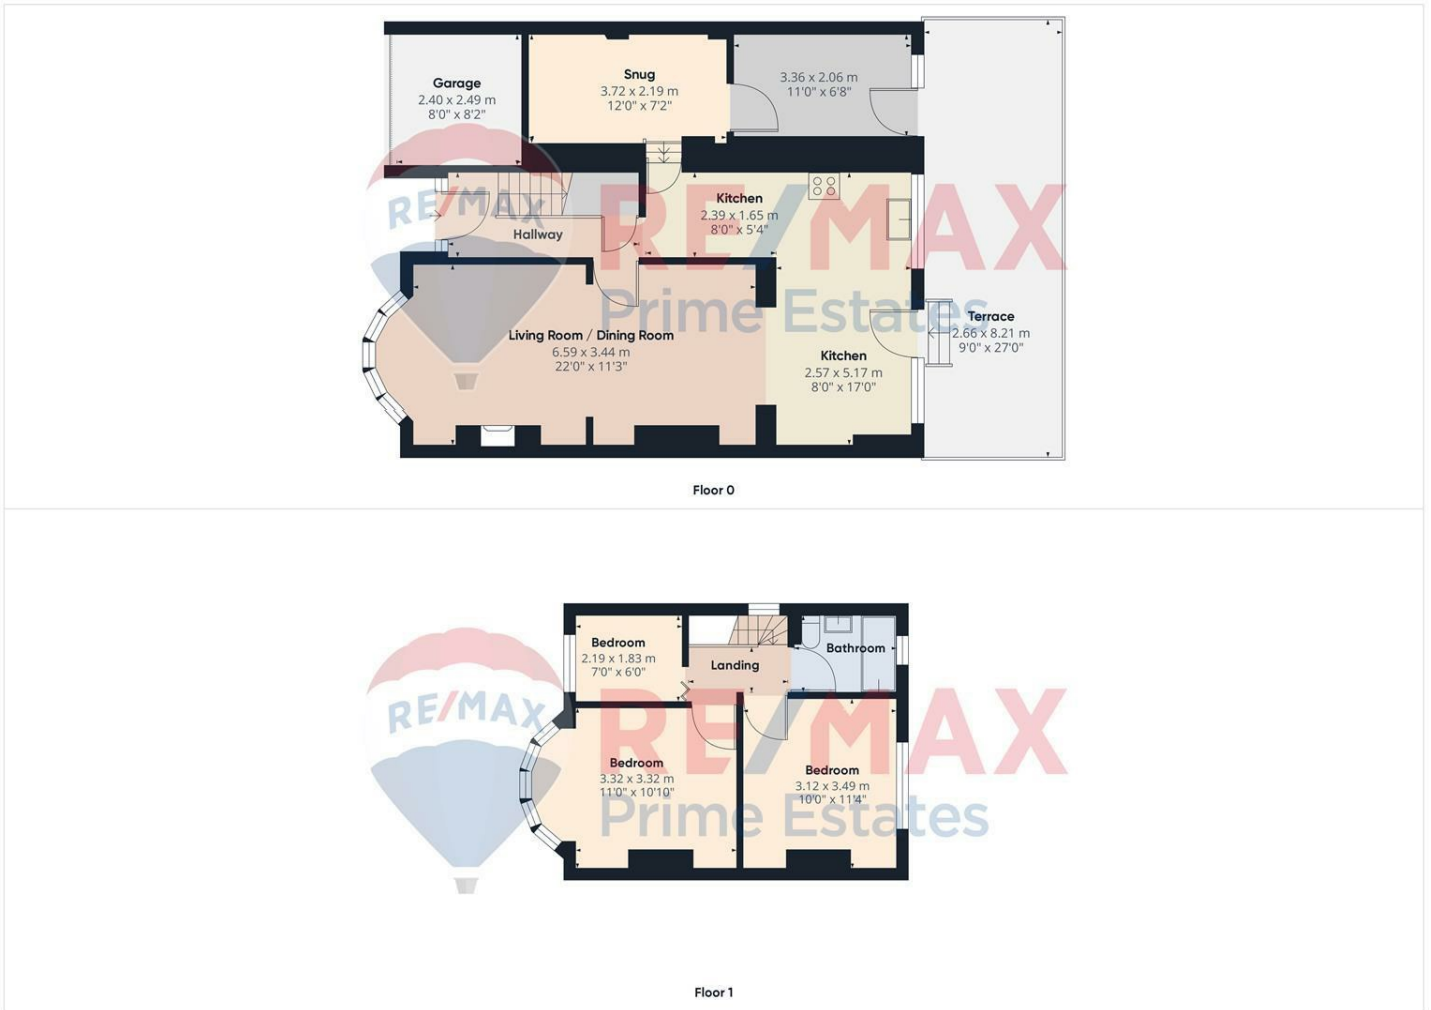 Garage
2.40 x 2.49 m
8'0" x 8'2"
Snug
3.72 x 2.19 m
12'0" x 7'2"
3.36 x 2.06 m
11'0" x 6'8"
RE/MAX
Hallway
Kitchen
2.39 x 1.65 m
8'0" x 5'4"
RE/MAX
Prime Estates
Living Room / Dining Room
6.59 x 3.44 m
22'0" x 11'3"
Kitchen
2.57 x 5.17 m
8'0" x 17'0"
Terrace
2.66 x 8.21 m
9'0" x 27'0"
Floor 0
Bedroom
2.19 x 1.83 m
7'0" x 6'0"
Landing
Bathroom
RE/MAX
RE/MAX
Prime Estates
Bedroom
3.32 x 3.32 m
11'0" x 10'10"
Bedroom
3.12 x 3.49 m
10'0" x 11'4"
Floor 1